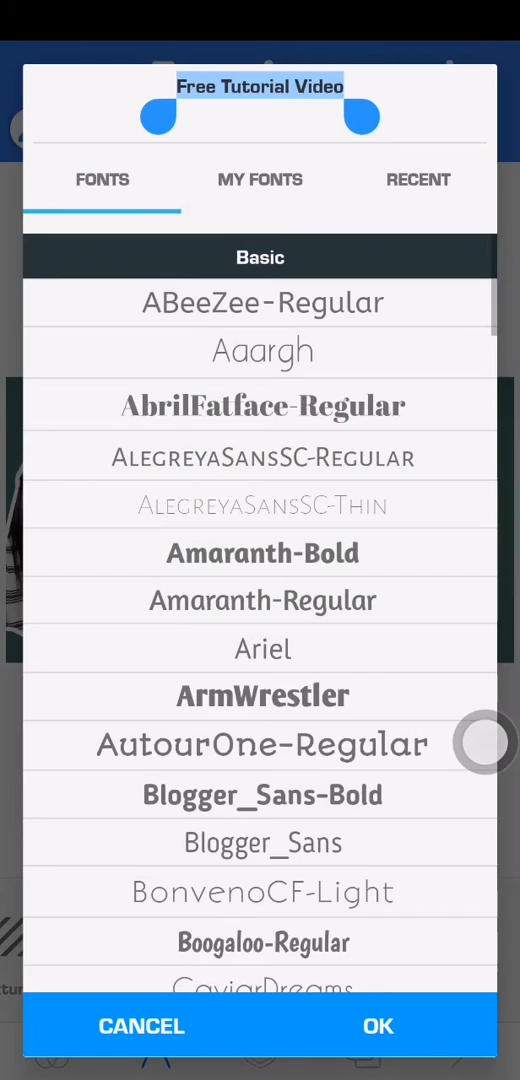 Free Tutorial Video
FONTS
MY FONTS
RECENT
Basic
ABeeZee-Regular
Aaargh
AbrilFatface-Regular
AlegreyaSansSC-Regular
AlegreyaSansSC-Thin
Amaranth-Bold
Amaranth-Regular
Ariel
ArmWrestler
AutourOne-Regular
Blogger_Sans-Bold
Blogger_Sans
BonvenoCF-Light
Boogaloo-Regular
CaviarDreams
CANCEL
OK